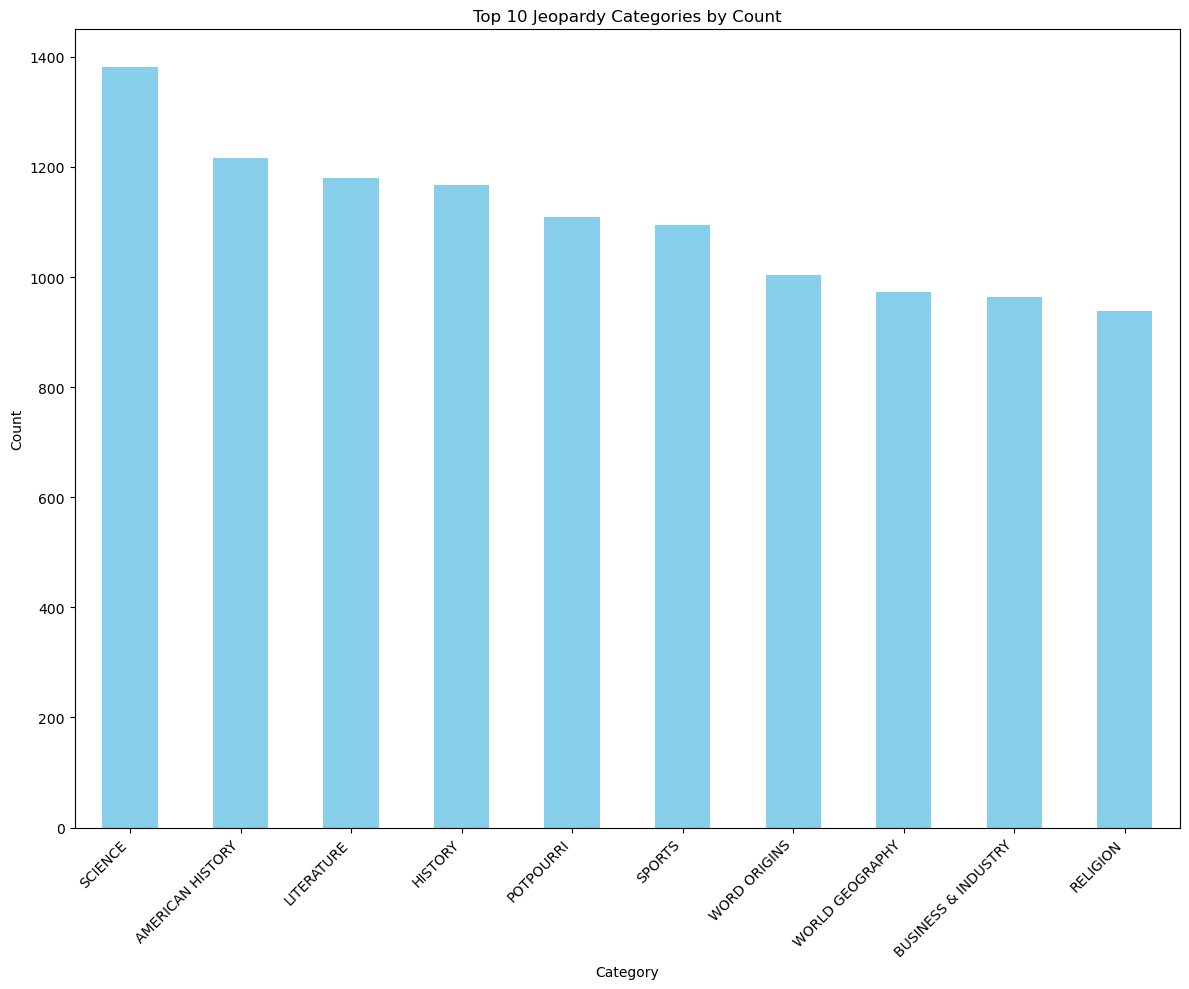 Top 10 Jeopardy Categories by Count
1400
1200
1000
800
600
400
200
0
Count
SCIENCE
AMERICAN HISTORY
LITERATURE
HISTORY
POTPOURRI
SPORTS
WORD ORIGINS
WORLD GEOGRAPHY
BUSINESS & INDUSTRY
RELIGION
Category